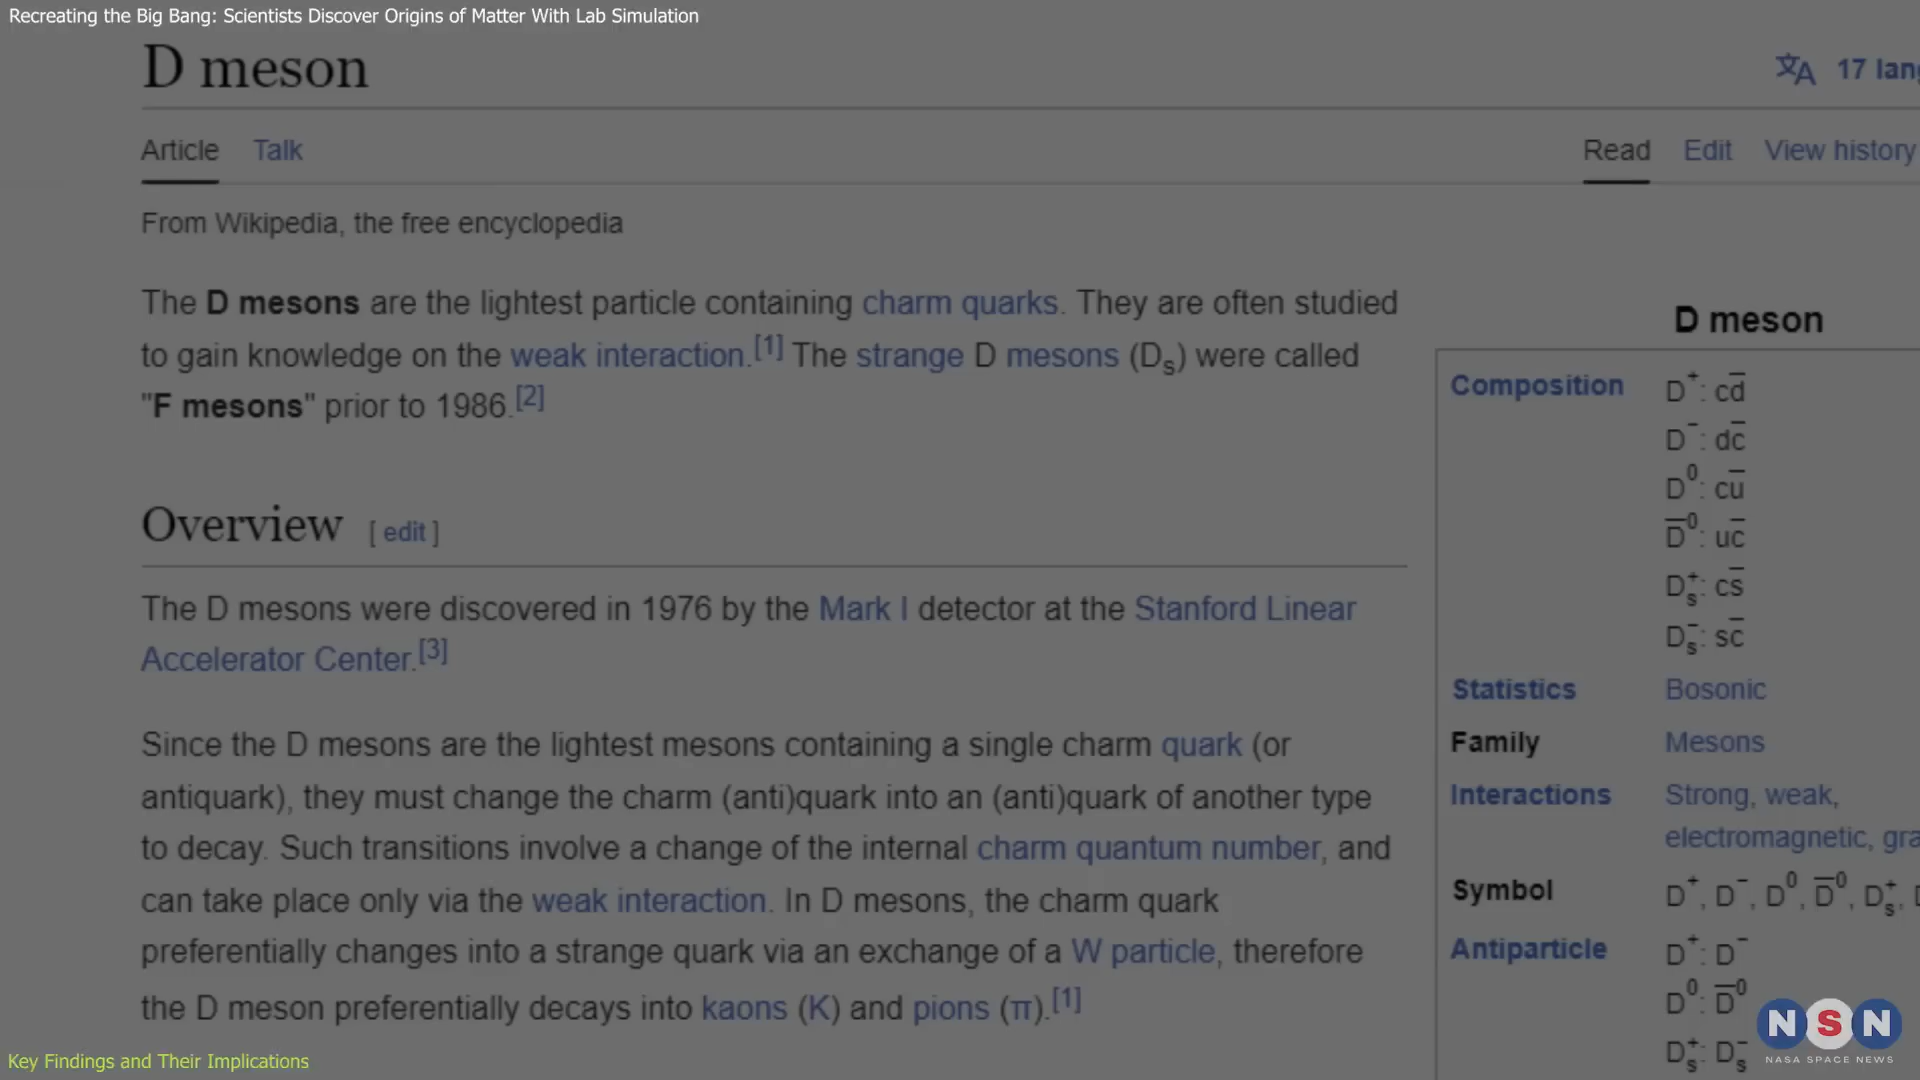 Recreating the Big Bang: Scientists Discover Origins of Matter With Lab Simulation
D meson
17
Article Talk
Read Edit View history
From Wikipedia, the free encyclopedia
The D mesons are the lightest particle containing charm quarks. They are often studied
to gain knowledge on the weak interaction.[1] The strange D mesons (Ds) were called
"F mesons" prior to 1986.[2]
Overview [ edit ]
The D mesons were discovered in 1976 by the Mark I detector at the Stanford Linear
Accelerator Center.[3]
Since the D mesons are the lightest mesons containing a single charm quark (or
antiquark), they must change the charm (anti)quark into an (anti)quark of another type
to decay. Such transitions involve a change of the internal charm quantum number, and
can take place only via the weak interaction. In D mesons, the charm quark
preferentially changes into a strange quark via an exchange of a W particle, therefore
the D meson preferentially decays into kaons (K) and pions (π).[1]
D meson
Composition D⁺: cd̅
D⁻: dc̅
D⁰: cu̅
D̅⁰: uc̅
Ds⁺: cs̅
Ds⁻: sc̅
Statistics Bosonic
Family Mesons
Interactions Strong, weak,
electromagnetic,
Symbol D⁺, D⁻, D⁰, D̅⁰, Ds⁺,
Antiparticle D⁺: D⁻
D⁰: D̅⁰
Ds⁺: Ds⁻
NSN
NASA SPACE NEWS
Key Findings and Their Implications